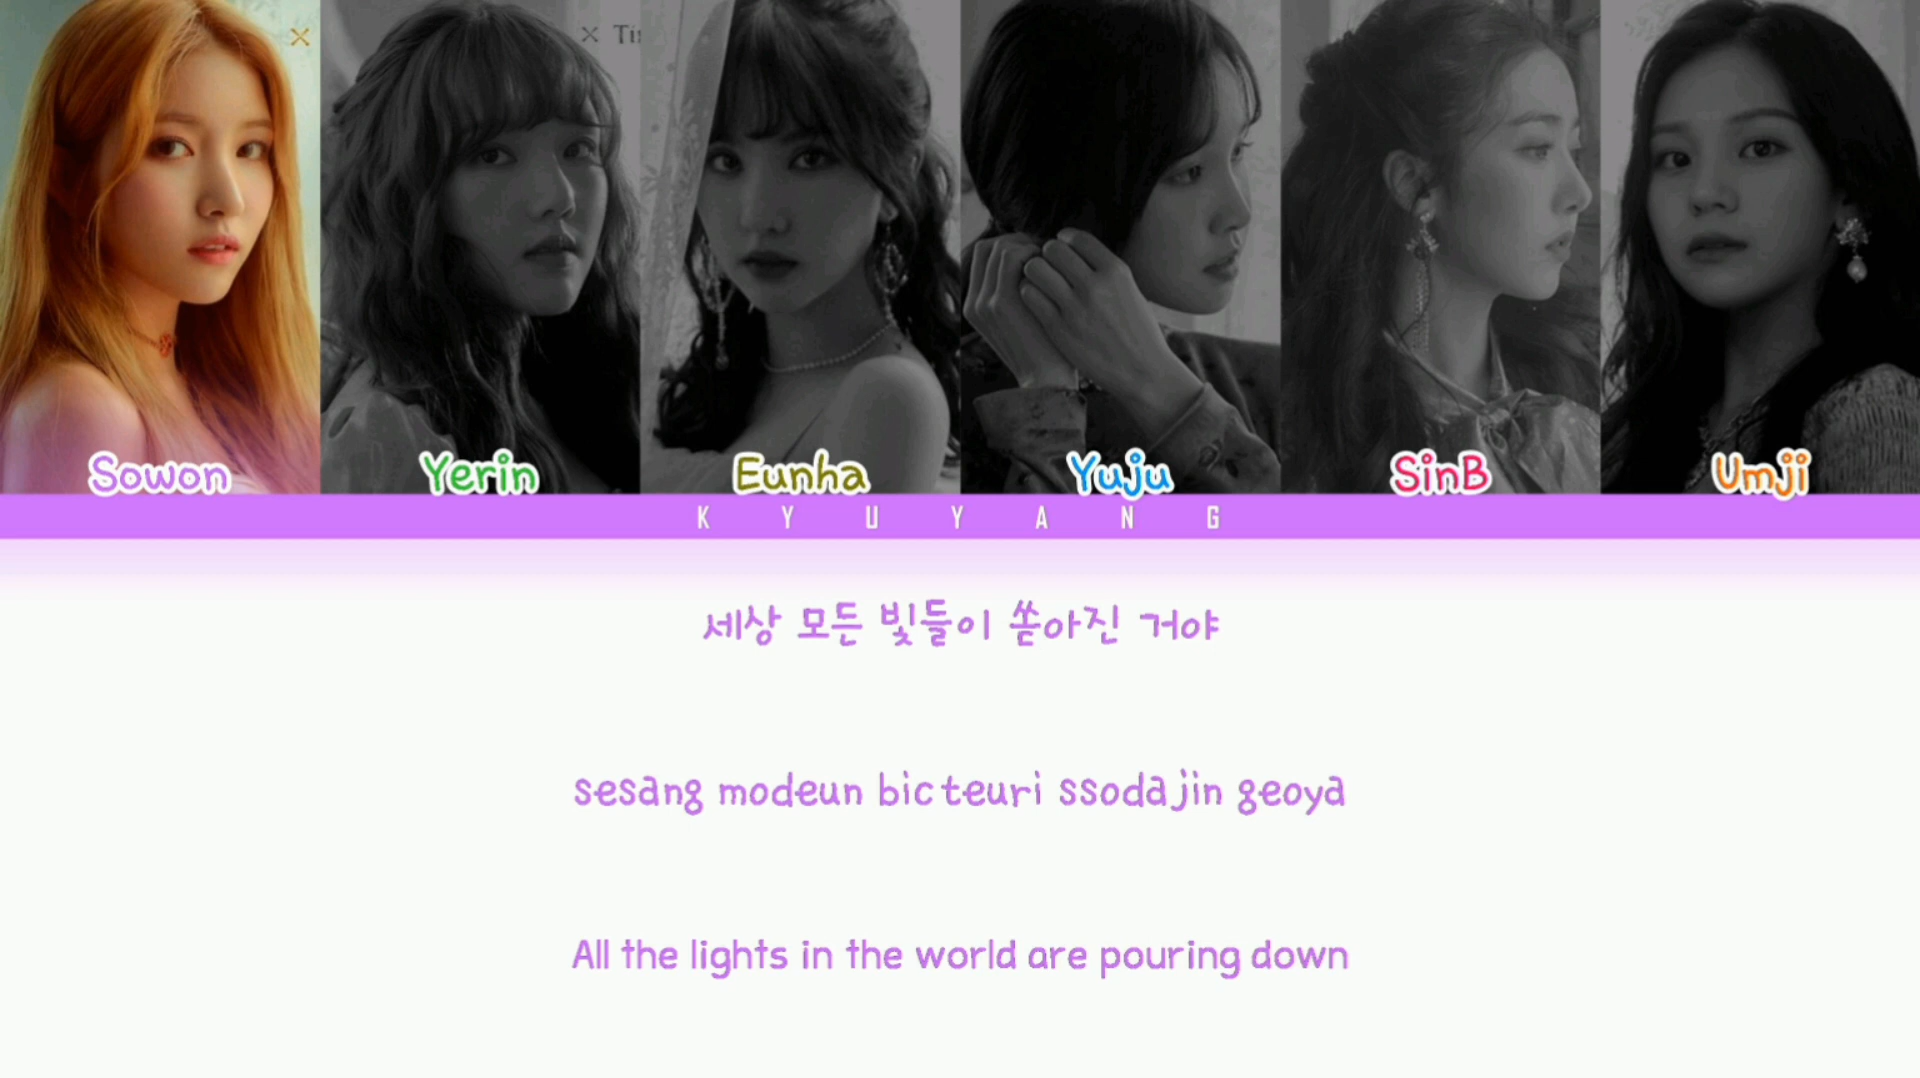 × × Ti
Sowon Yerin Eunha Yuju SinB Umji
K Y U Y A N G
세상 모든 빛들이 쏟아진 거야
sesang modeun bicteuri ssodajin geoya
All the lights in the world are pouring down